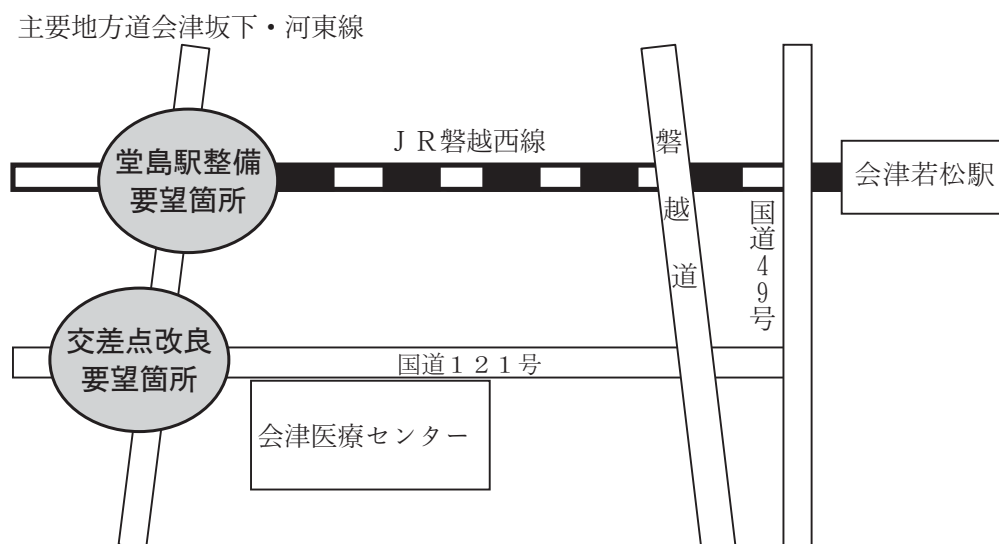 主要地方道会津坂下・河東線
堂島駅整備
要望箇所
ＪＲ磐越西線
磐越道
会津若松駅
国道49号
交差点改良
要望箇所
国道１２１号
会津医療センター